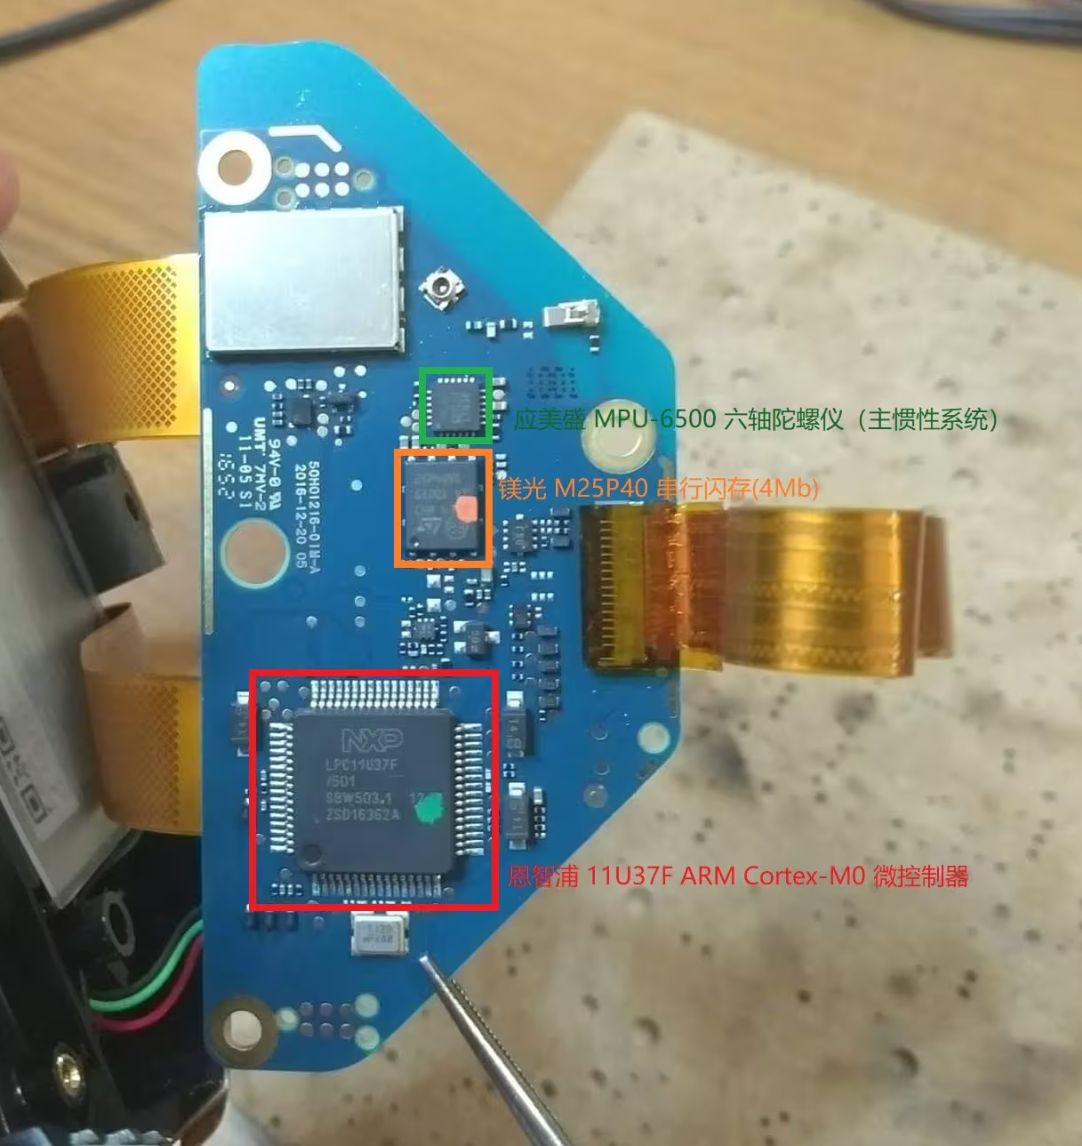 应美盛 MPU-6500 六轴陀螺仪（主惯性系统）
镁光 M25P40 串行闪存(4Mb)
UMT 7MV-2
94V-0
11-05 S1
50H01216-01M-A
2016-12-20 05
NXP
LPC11U37F
/501
SBW503.1 17
ZSD16362A
恩智浦 11U37F ARM Cortex-M0 微控制器